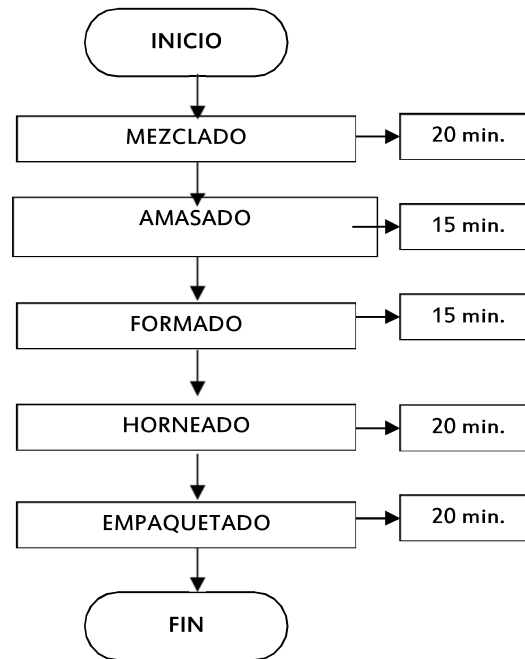 INICIO
MEZCLADO
20 min.
AMASADO
15 min.
FORMADO
15 min.
HORNEADO
20 min.
EMPAQUETADO
20 min.
FIN